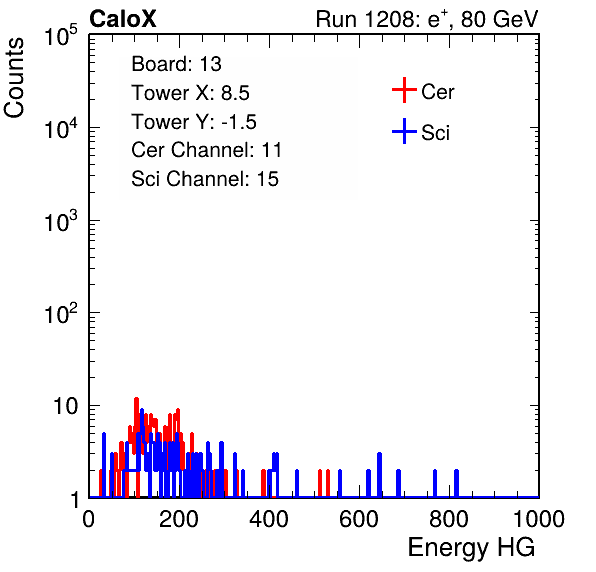 CaloX Run 1208: e⁺, 80 GeV
Counts
Board: 13
Tower X: 8.5
Tower Y: -1.5
Cer Channel: 11
Sci Channel: 15
Cer
Sci
10⁵
10⁴
10³
10²
10
1
0 200 400 600 800 1000
Energy HG